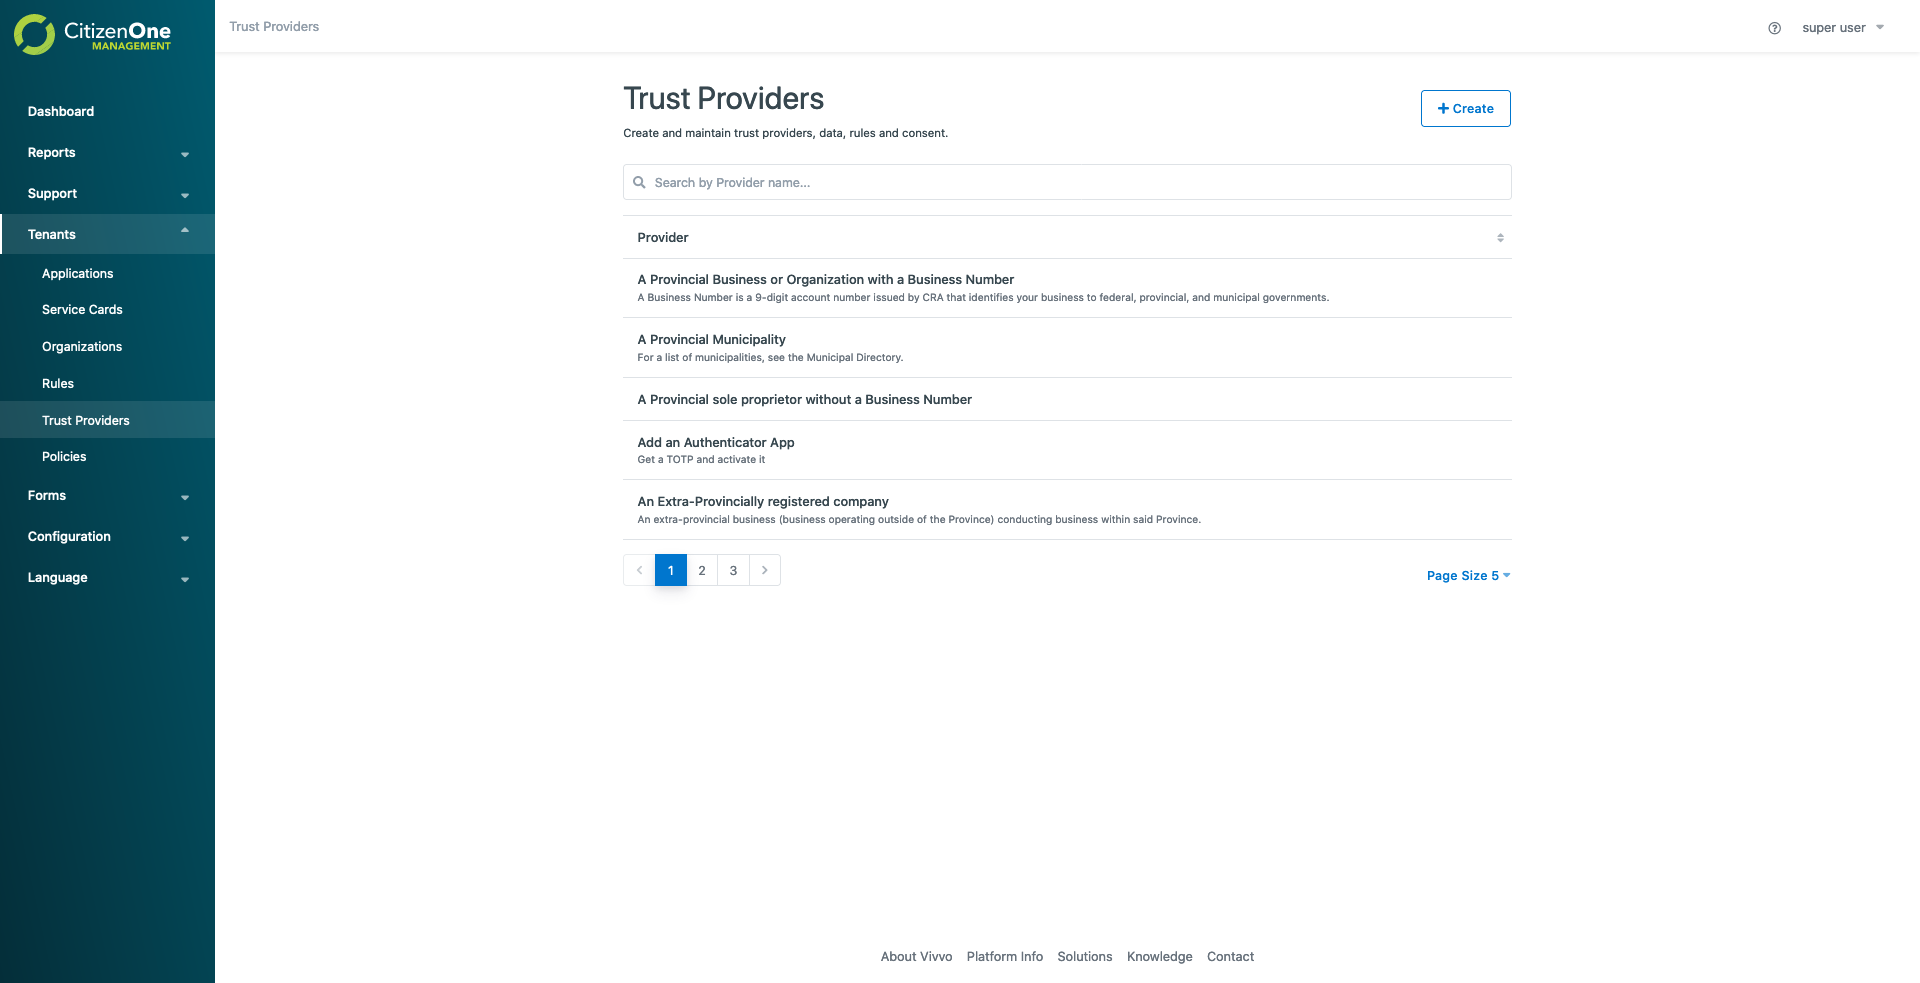 CitizenOne
MANAGEMENT
Trust Providers
super user
Dashboard
Reports
Support
Tenants
Applications
Service Cards
Organizations
Rules
Trust Providers
Policies
Forms
Configuration
Language
Trust Providers
Create and maintain trust providers, data, rules and consent.
Create
Search by Provider name...
Provider
A Provincial Business or Organization with a Business Number
A Business Number is a 9-digit account number issued by CRA that identifies your business to federal, provincial, and municipal governments.
A Provincial Municipality
For a list of municipalities, see the Municipal Directory.
A Provincial sole proprietor without a Business Number
Add an Authenticator App
Get a TOTP and activate it
An Extra-Provincially registered company
An extra-provincial business (business operating outside of the Province) conducting business within said Province.
1 2 3
Page Size 5
About Vivvo Platform Info Solutions Knowledge Contact